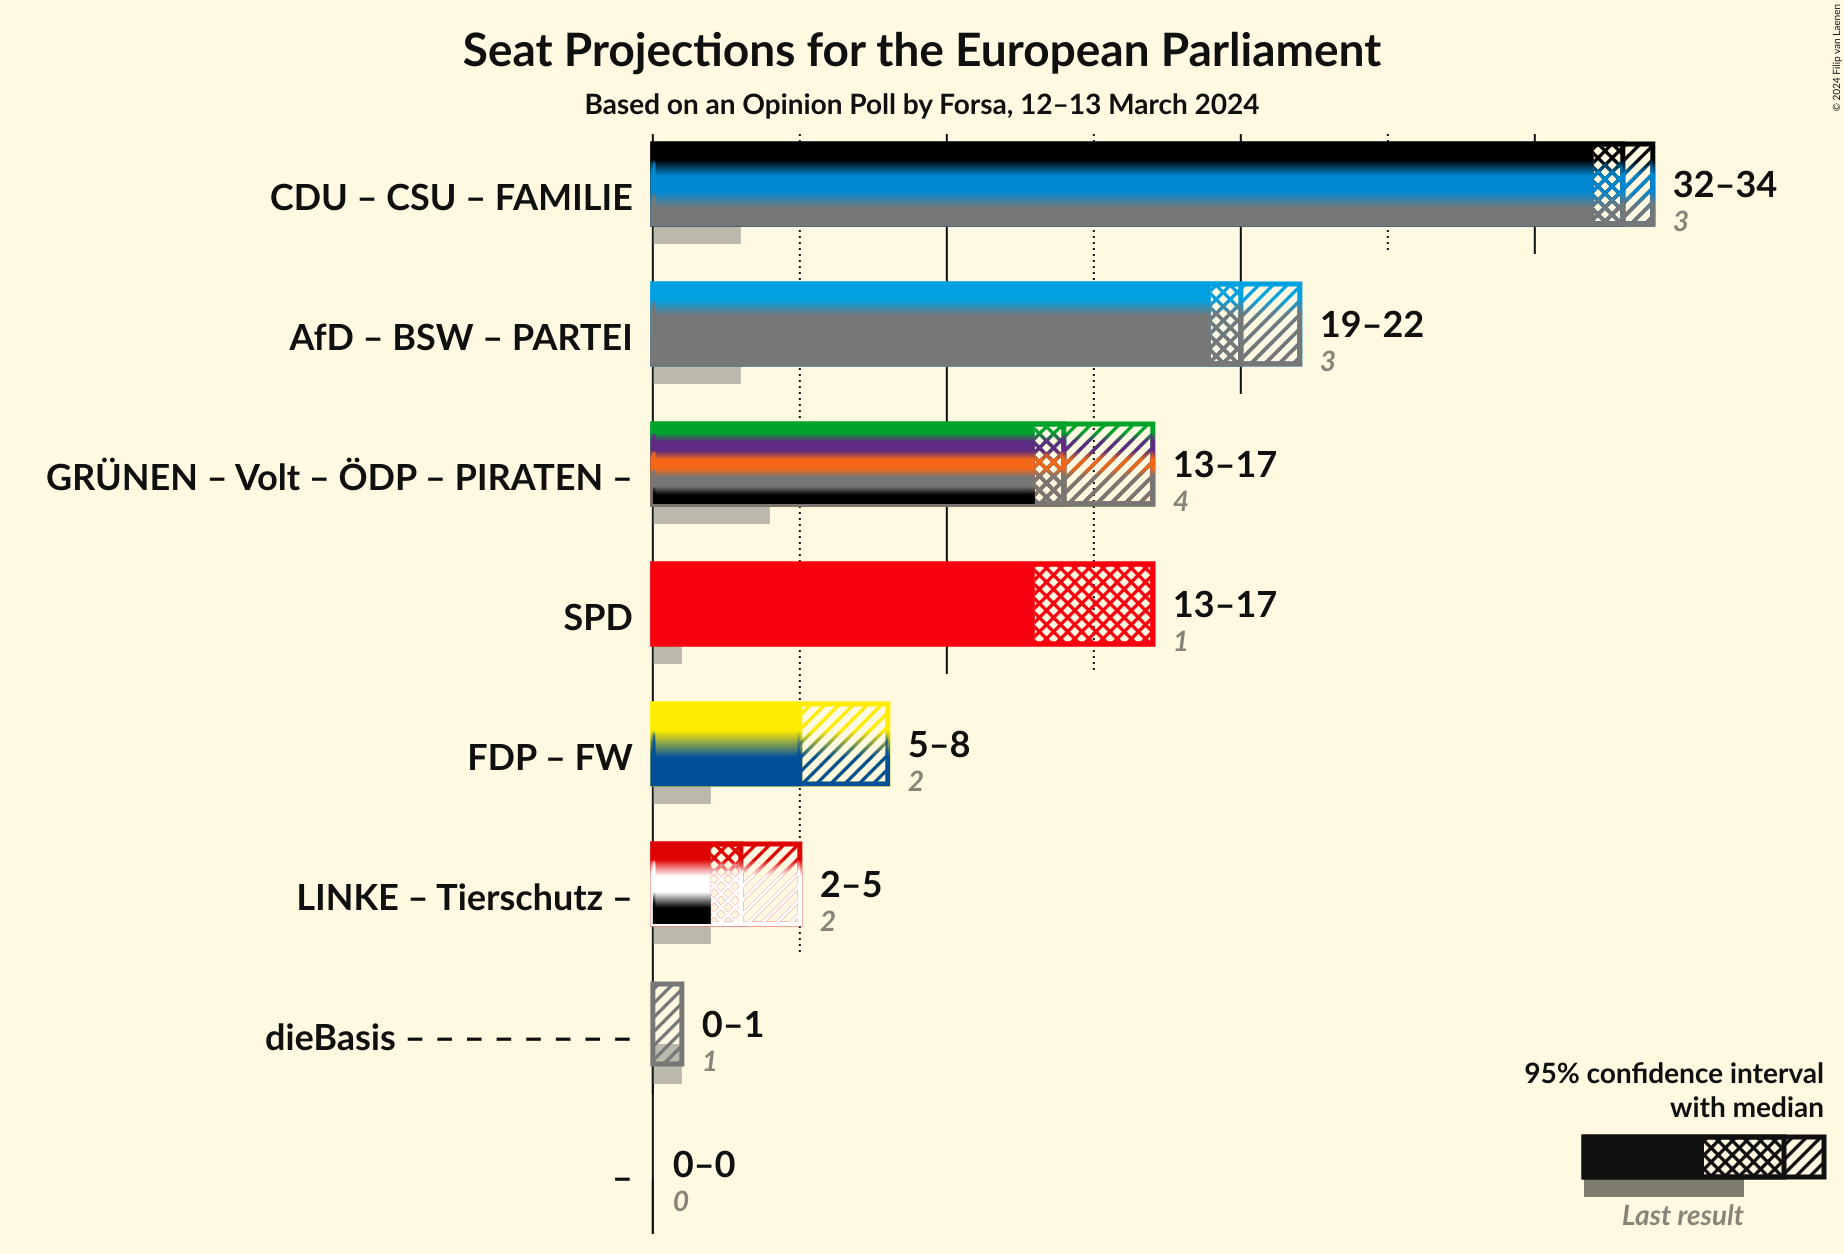 Seat Projections for the European Parliament
Based on an Opinion Poll by Forsa, 12–13 March 2024
© 2024 Filip van Laenen
CDU – CSU – FAMILIE
32–34
3
AfD – BSW – PARTEI
19–22
3
GRÜNEN – Volt – ÖDP – PIRATEN –
13–17
4
SPD
13–17
1
FDP – FW
5–8
2
LINKE – Tierschutz –
2–5
2
dieBasis – – – – – – – –
0–1
1
–
0–0
0
95% confidence interval
with median
Last result